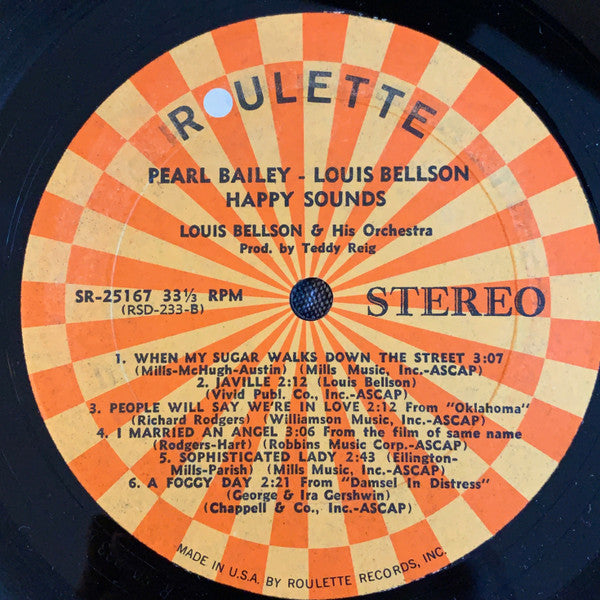 ROULETTE
PEARL BAILEY - LOUIS BELLSON
HAPPY SOUNDS
LOUIS BELLSON & His Orchestra
Prod. by Teddy Reig
SR-25167 33⅓ RPM
(RSD-233-B)
STEREO
1. WHEN MY SUGAR WALKS DOWN THE STREET 3:07
(Mills-McHugh-Austin) (Mills Music, Inc.-ASCAP)
2. JAVILLE 2:12 (Louis Bellson)
(Vivid Publ. Co., Inc.-ASCAP)
3. PEOPLE WILL SAY WE'RE IN LOVE 2:12 From "Oklahoma"
(Richard Rodgers) (Williamson Music, Inc.-ASCAP)
4. I MARRIED AN ANGEL 3:06 From the film of same name
(Rodgers-Hart) (Robbins Music Corp.-ASCAP)
5. SOPHISTICATED LADY 2:43 (Ellington-
Mills-Parish) (Mills Music, Inc.-ASCAP)
6. A FOGGY DAY 2:21 From "Damsel In Distress"
(George & Ira Gershwin)
(Chappell & Co., Inc.-ASCAP)
MADE IN U.S.A. BY ROULETTE RECORDS, INC.